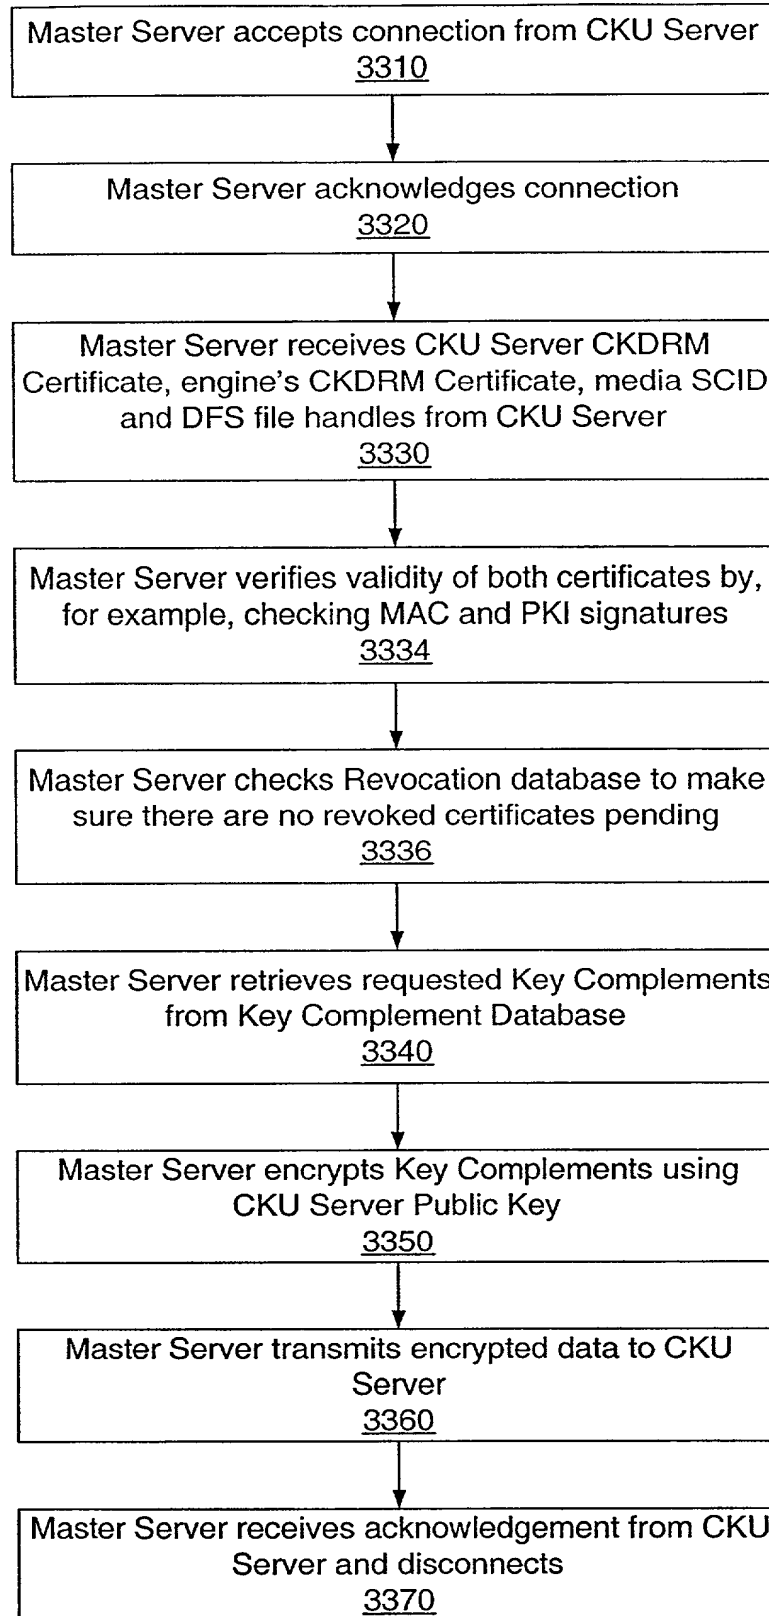 Master Server accepts connection from CKU Server
3310
Master Server acknowledges connection
3320
Master Server receives CKU Server CKDRM
Certificate, engine's CKDRM Certificate, media SCID
and DFS file handles from CKU Server
3330
Master Server verifies validity of both certificates by,
for example, checking MAC and PKI signatures
3334
Master Server checks Revocation database to make
sure there are no revoked certificates pending
3336
Master Server retrieves requested Key Complements
from Key Complement Database
3340
Master Server encrypts Key Complements using
CKU Server Public Key
3350
Master Server transmits encrypted data to CKU
Server
3360
Master Server receives acknowledgement from CKU
Server and disconnects
3370